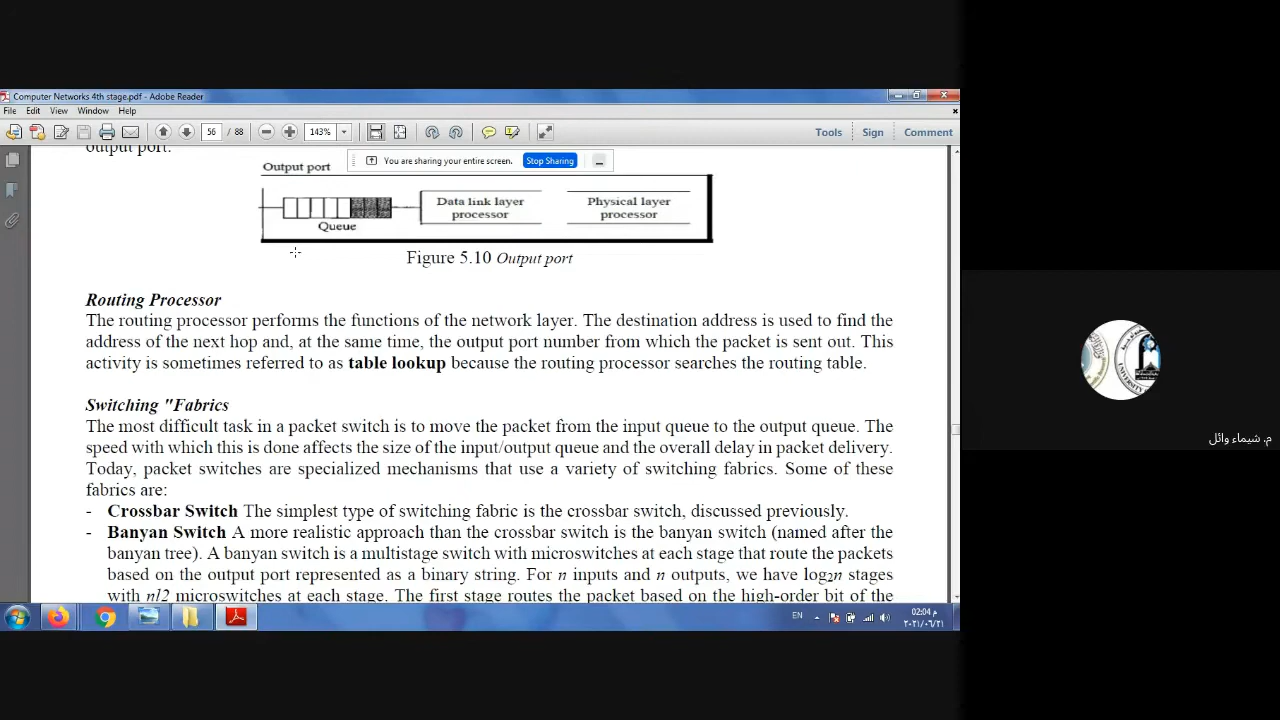 Computer Networks 4th stage.pdf - Adobe Reader
File Edit View Window Help
56 / 88 143% Tools Sign Comment
output port.
You are sharing your entire screen. Stop Sharing
Output port
Data link layer processor
Physical layer processor
Queue
Figure 5.10 Output port
Routing Processor
The routing processor performs the functions of the network layer. The destination address is used to find the
address of the next hop and, at the same time, the output port number from which the packet is sent out. This
activity is sometimes referred to as table lookup because the routing processor searches the routing table.
Switching "Fabrics
The most difficult task in a packet switch is to move the packet from the input queue to the output queue. The
speed with which this is done affects the size of the input/output queue and the overall delay in packet delivery.
Today, packet switches are specialized mechanisms that use a variety of switching fabrics. Some of these
fabrics are:
- Crossbar Switch The simplest type of switching fabric is the crossbar switch, discussed previously.
- Banyan Switch A more realistic approach than the crossbar switch is the banyan switch (named after the
banyan tree). A banyan switch is a multistage switch with microswitches at each stage that route the packets
based on the output port represented as a binary string. For n inputs and n outputs, we have log2n stages
with nl2 microswitches at each stage. The first stage routes the packet based on the high-order bit of the
EN
02:04 م
٢٠٢١/٠٦/٢١
م. شيماء وائل